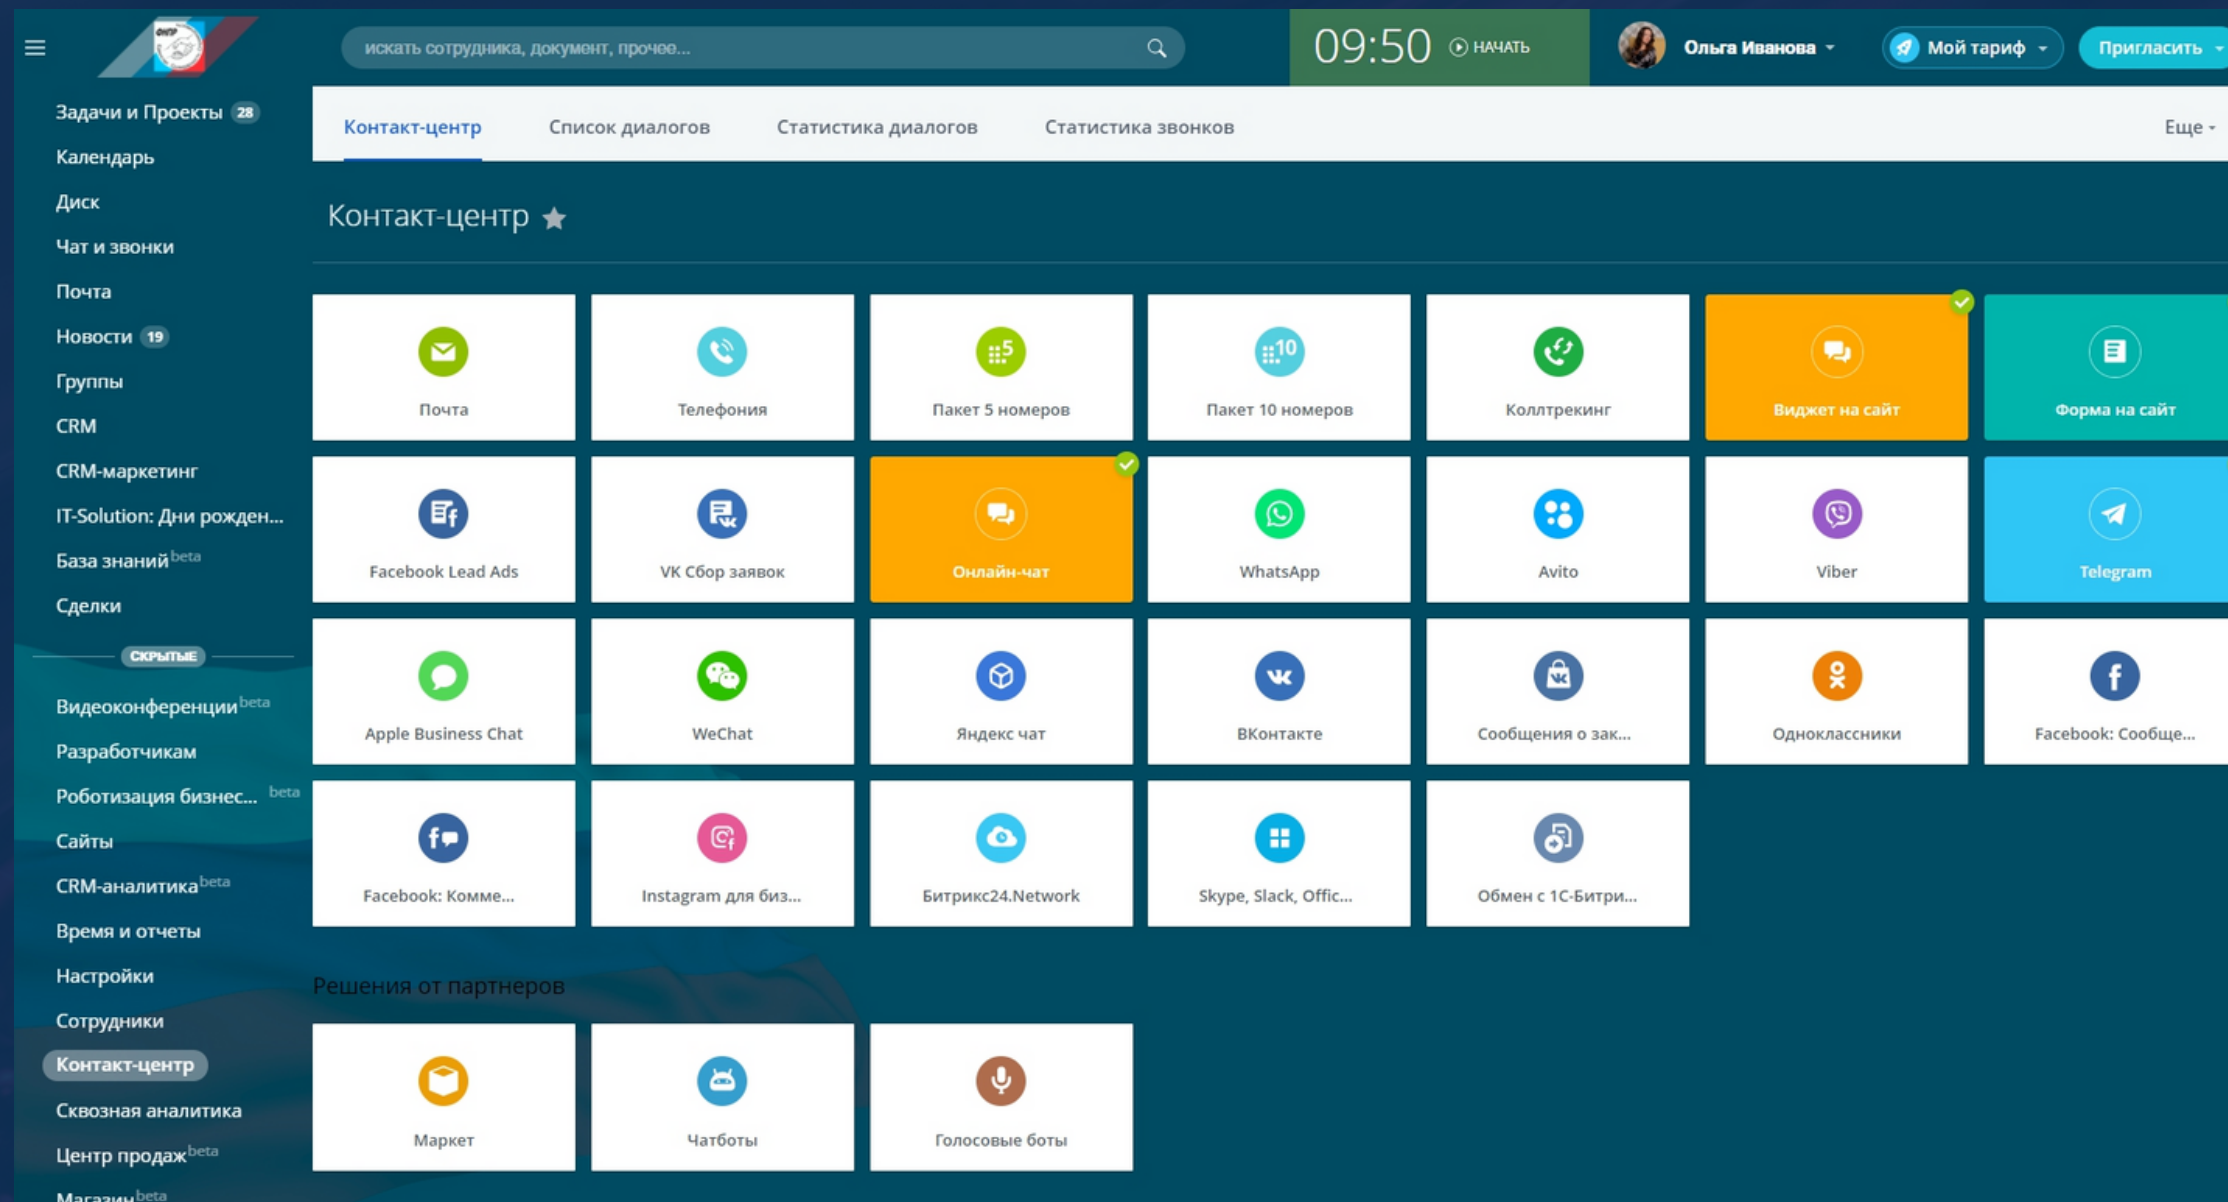 ФНПР
искать сотрудника, документ, прочее...
09:50 НАЧАТЬ
Ольга Иванова
Мой тариф
Пригласить
Задачи и Проекты 28
Календарь
Диск
Чат и звонки
Почта
Новости 19
Группы
CRM
CRM-маркетинг
IT-Solution: Дни рожден...
База знаний beta
Сделки
СКРЫТЫЕ
Видеоконференции beta
Разработчикам
Роботизация бизнес... beta
Сайты
CRM-аналитика beta
Время и отчеты
Настройки
Сотрудники
Контакт-центр
Сквозная аналитика
Центр продаж beta
Магазин beta
Контакт-центр Список диалогов Статистика диалогов Статистика звонков Еще
Контакт-центр
5
10
Почта Телефония Пакет 5 номеров Пакет 10 номеров Коллтрекинг Виджет на сайт Форма на сайт
Facebook Lead Ads VK Сбор заявок Онлайн-чат WhatsApp Avito Viber Telegram
Apple Business Chat WeChat Яндекс чат ВКонтакте Сообщения о зак... Одноклассники Facebook: Сообще...
Facebook: Комме... Instagram для биз... Битрикс24.Network Skype, Slack, Offic... Обмен с 1С-Битри...
Решения от партнеров
Маркет Чатботы Голосовые боты